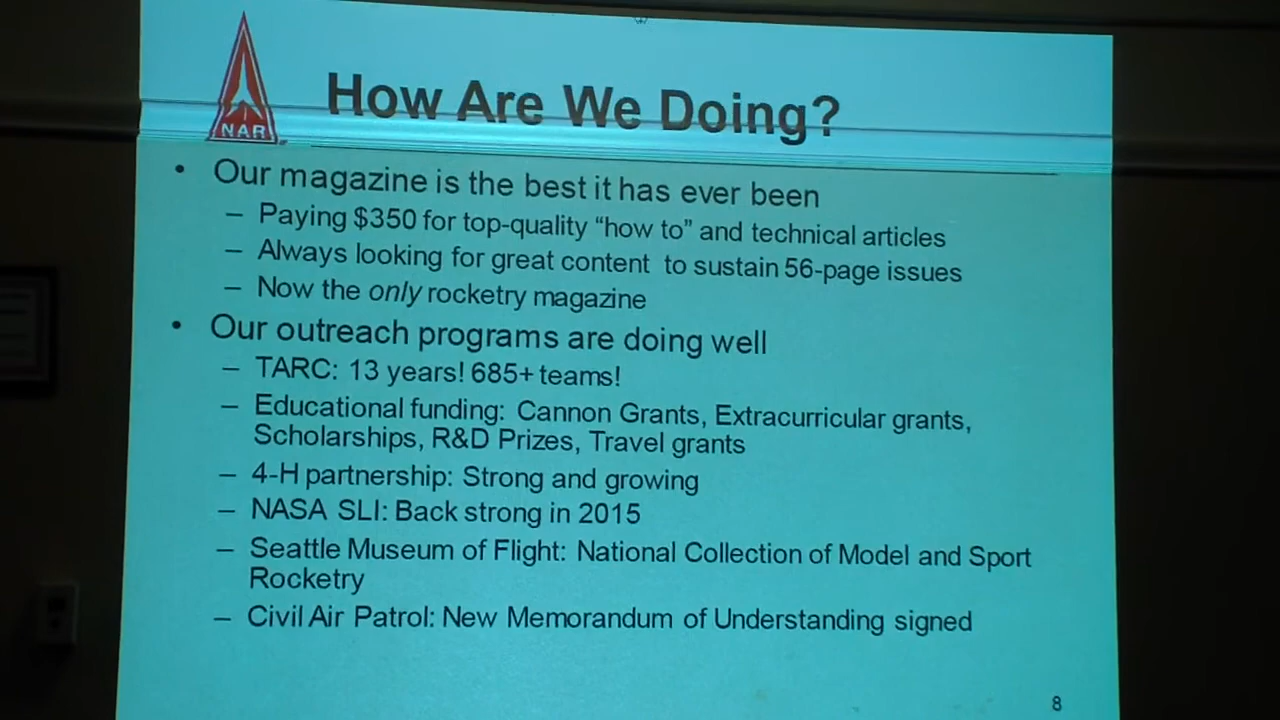 NAR
How Are We Doing?
• Our magazine is the best it has ever been
– Paying $350 for top-quality “how to” and technical articles
– Always looking for great content to sustain 56-page issues
– Now the only rocketry magazine
• Our outreach programs are doing well
– TARC: 13 years! 685+ teams!
– Educational funding: Cannon Grants, Extracurricular grants,
Scholarships, R&D Prizes, Travel grants
– 4-H partnership: Strong and growing
– NASA SLI: Back strong in 2015
– Seattle Museum of Flight: National Collection of Model and Sport
Rocketry
– Civil Air Patrol: New Memorandum of Understanding signed
8